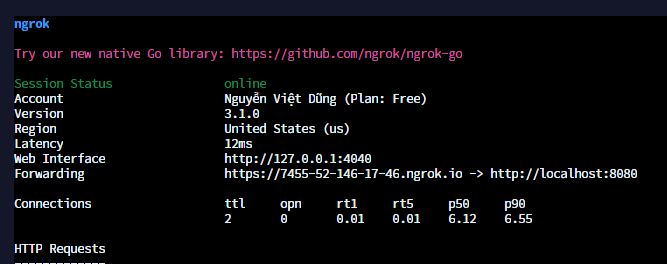 ngrok
Try our new native Go library: https://github.com/ngrok/ngrok-go
Session Status online
Account Nguyễn Việt Dũng (Plan: Free)
Version 3.1.0
Region United States (us)
Latency 12ms
Web Interface http://127.0.0.1:4040
Forwarding https://7455-52-146-17-46.ngrok.io -> http://localhost:8080
Connections ttl opn rt1 rt5 p50 p90
2 0 0.01 0.01 6.12 6.55
HTTP Requests
-------------